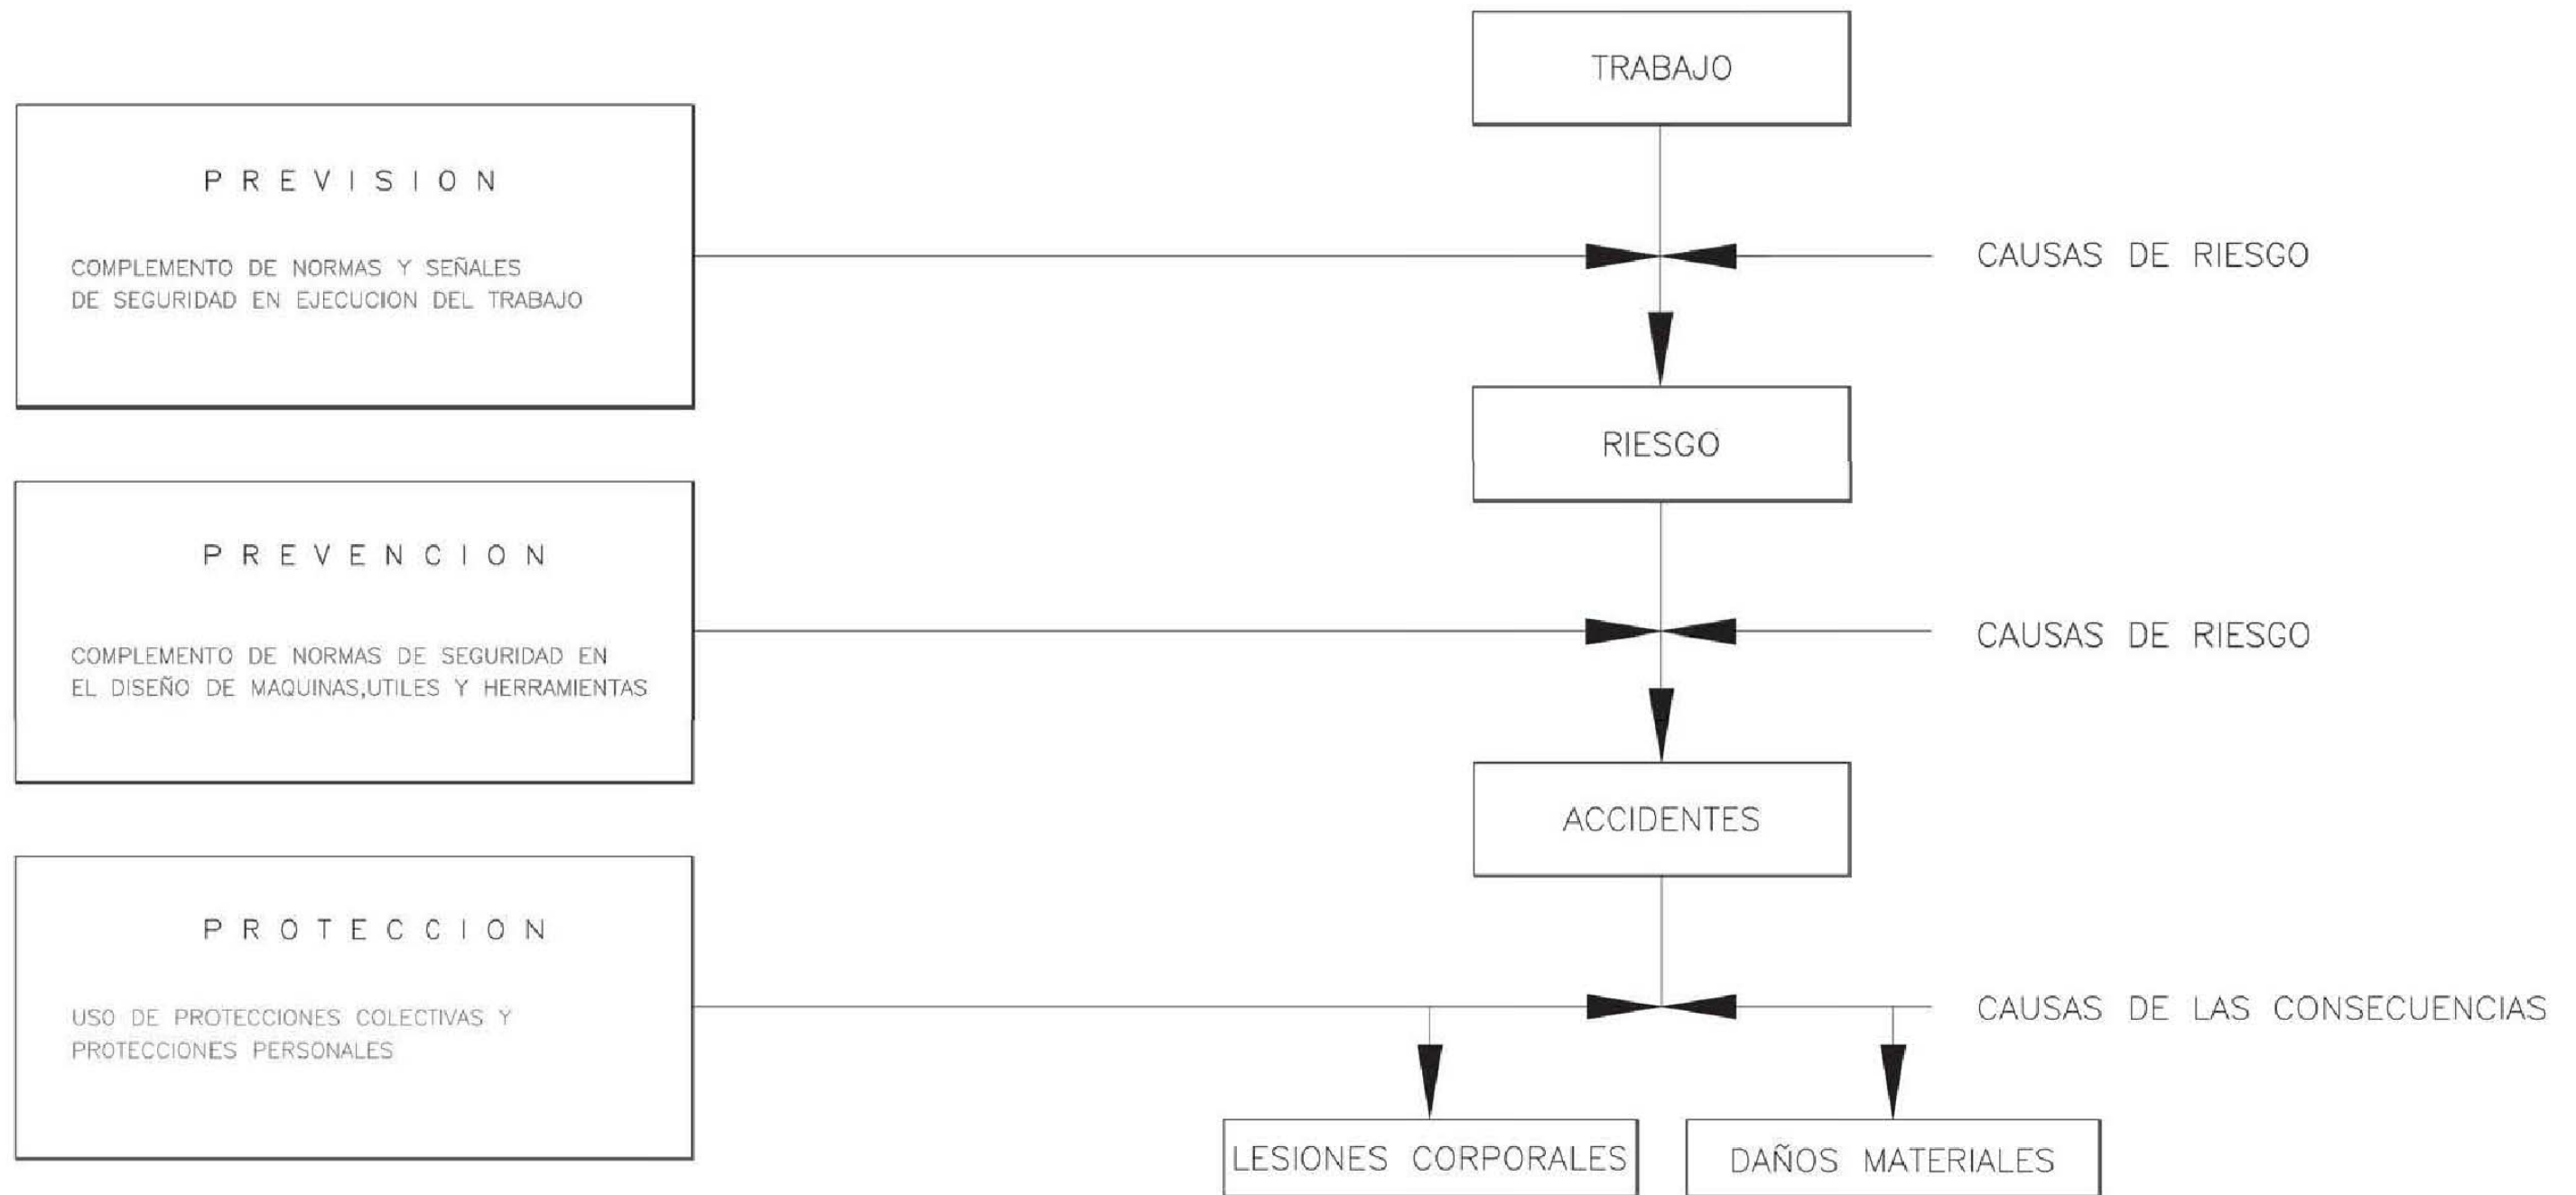 TRABAJO
PREVISION
COMPLEMENTO DE NORMAS Y SEÑALES
DE SEGURIDAD EN EJECUCION DEL TRABAJO
CAUSAS DE RIESGO
RIESGO
PREVENCION
COMPLEMENTO DE NORMAS DE SEGURIDAD EN
EL DISEÑO DE MAQUINAS,UTILES Y HERRAMIENTAS
CAUSAS DE RIESGO
ACCIDENTES
PROTECCION
USO DE PROTECCIONES COLECTIVAS Y
PROTECCIONES PERSONALES
CAUSAS DE LAS CONSECUENCIAS
LESIONES CORPORALES
DAÑOS MATERIALES